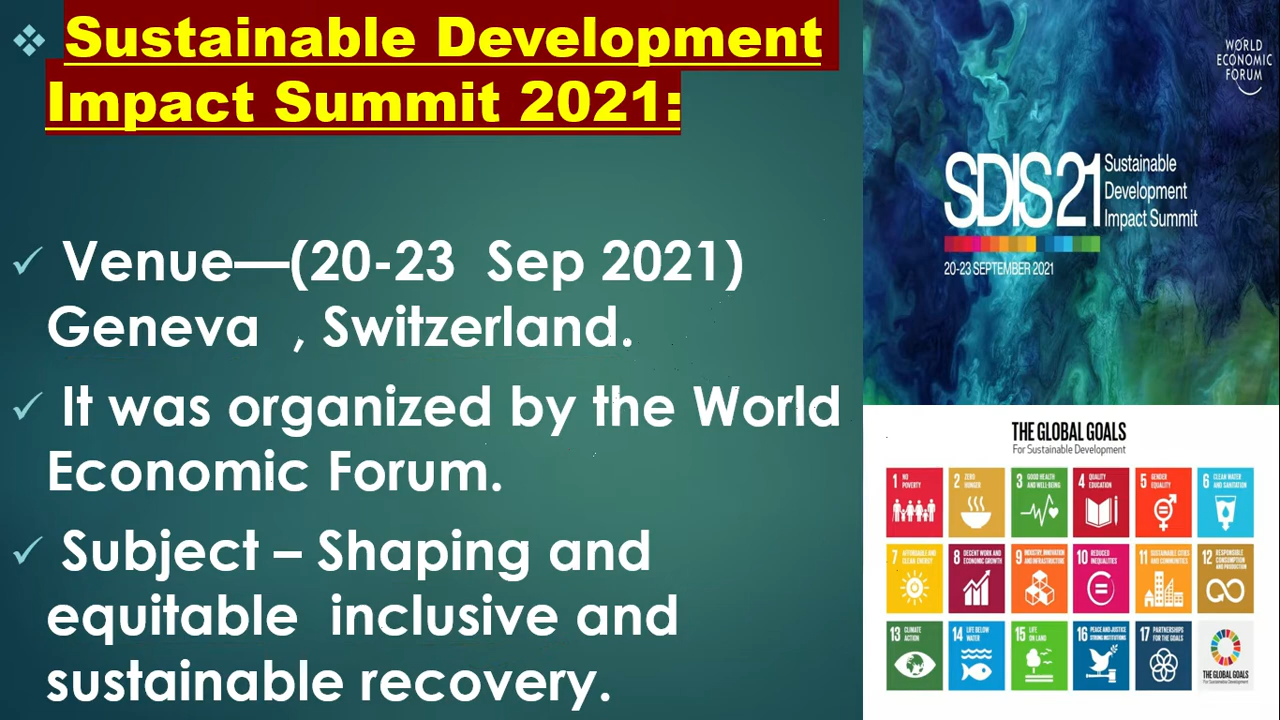 Sustainable Development
Impact Summit 2021:
Venue—(20-23 Sep 2021)
Geneva , Switzerland.
It was organized by the World
Economic Forum.
Subject – Shaping and
equitable inclusive and
sustainable recovery.
WORLD
ECONOMIC
FORUM
SDIS21
Sustainable
Development
Impact Summit
20-23 SEPTEMBER 2021
THE GLOBAL GOALS
For Sustainable Development
1 NO
POVERTY
2 ZERO
HUNGER
3 GOOD HEALTH
AND WELL-BEING
4 QUALITY
EDUCATION
5 GENDER
EQUALITY
6 CLEAN WATER
AND SANITATION
7 AFFORDABLE AND
CLEAN ENERGY
8 DECENT WORK AND
ECONOMIC GROWTH
9 INDUSTRY, INNOVATION
AND INFRASTRUCTURE
10 REDUCED
INEQUALITIES
11 SUSTAINABLE CITIES
AND COMMUNITIES
12 RESPONSIBLE
CONSUMPTION
AND PRODUCTION
13 CLIMATE
ACTION
14 LIFE BELOW
WATER
15 LIFE
ON LAND
16 PEACE AND JUSTICE
STRONG INSTITUTIONS
17 PARTNERSHIPS
FOR THE GOALS
THE GLOBAL GOALS
For Sustainable Development